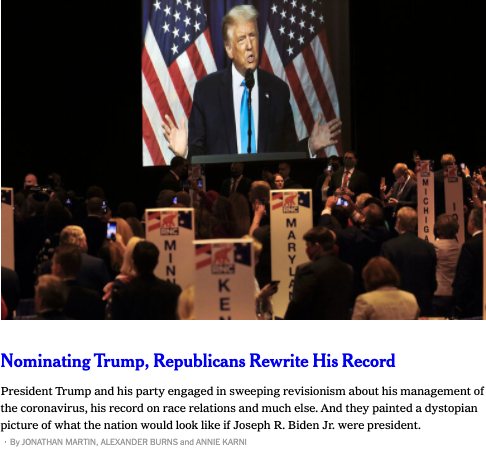 RNC
MINN
RNC
KEN
RNC
MARYLA
MICHIGA
Nominating Trump, Republicans Rewrite His Record
President Trump and his party engaged in sweeping revisionism about his management of
the coronavirus, his record on race relations and much else. And they painted a dystopian
picture of what the nation would look like if Joseph R. Biden Jr. were president.
· By JONATHAN MARTIN, ALEXANDER BURNS and ANNIE KARNI